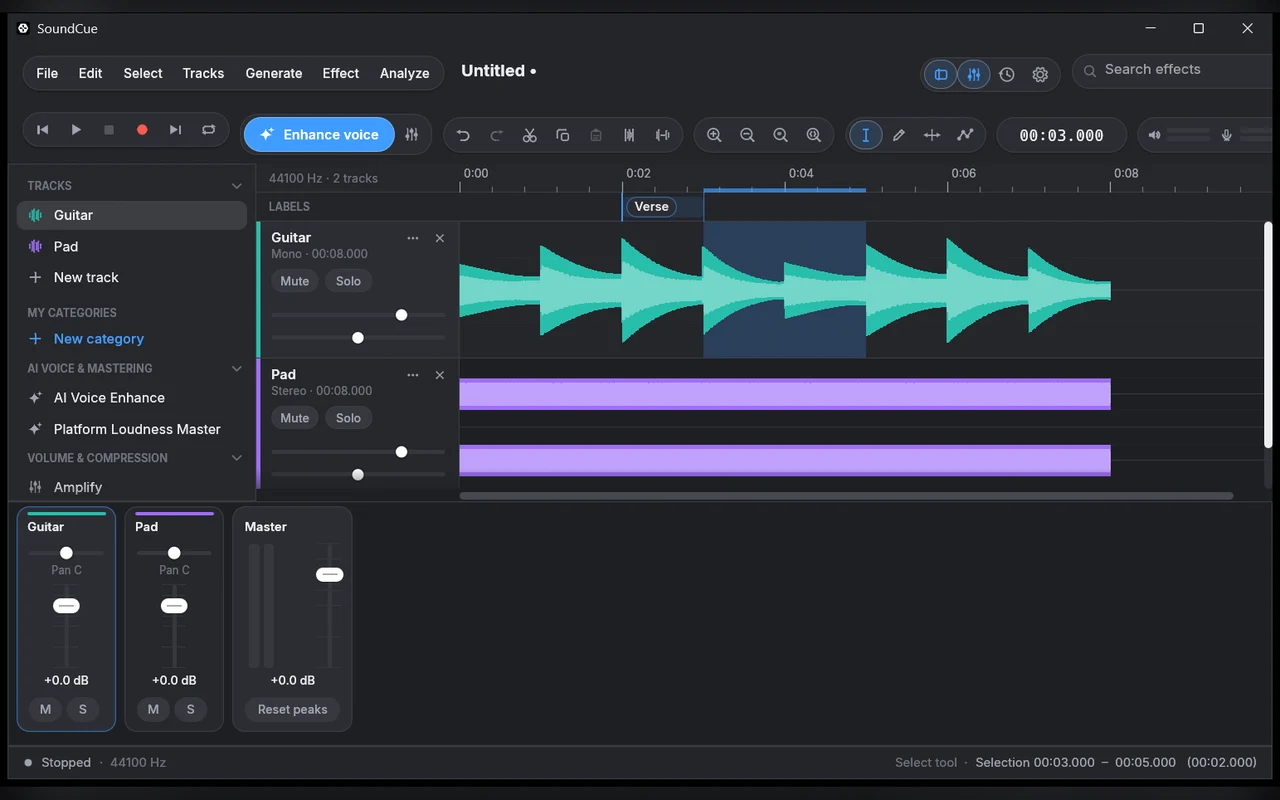 SoundCue
File Edit Select Tracks Generate Effect Analyze
Untitled •
Search effects
Enhance voice
00:03.000
TRACKS
Guitar
Pad
New track
MY CATEGORIES
New category
AI VOICE & MASTERING
AI Voice Enhance
Platform Loudness Master
VOLUME & COMPRESSION
Amplify
44100 Hz · 2 tracks
0:00 0:02 0:04 0:06 0:08
LABELS
Verse
Guitar
Mono · 00:08.000
Mute Solo
Pad
Stereo · 00:08.000
Mute Solo
Guitar
Pan C
+0.0 dB
M S
Pad
Pan C
+0.0 dB
M S
Master
+0.0 dB
Reset peaks
Stopped · 44100 Hz
Select tool · Selection 00:03.000 – 00:05.000 (00:02.000)